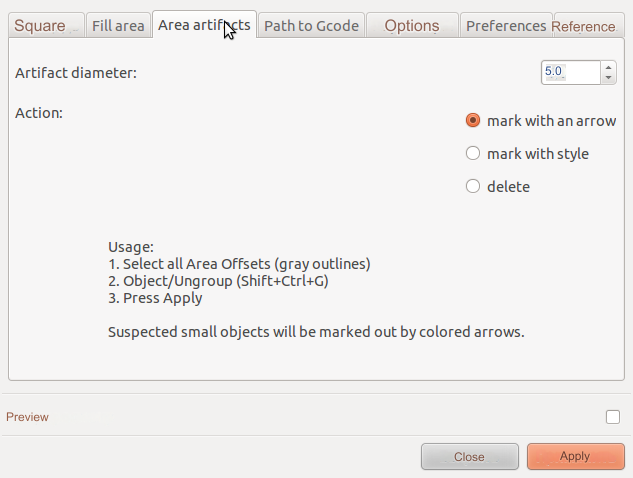 Square Fill area Area artifacts Path to Gcode Options Preferences Reference
Artifact diameter: 5.0
Action:
mark with an arrow
mark with style
delete
Usage:
1. Select all Area Offsets (gray outlines)
2. Object/Ungroup (Shift+Ctrl+G)
3. Press Apply
Suspected small objects will be marked out by colored arrows.
Preview
Close Apply